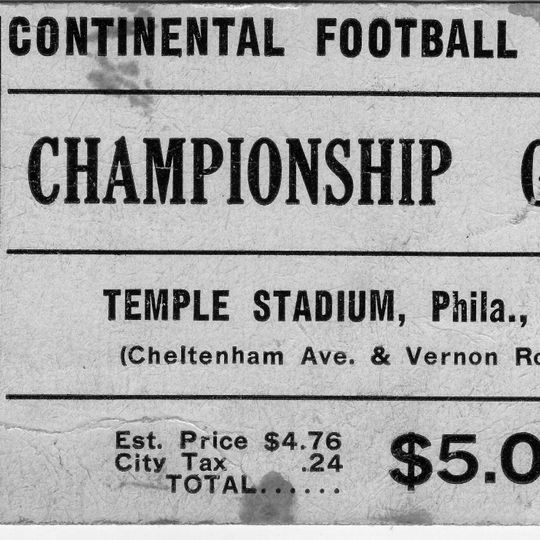 CONTINENTAL FOOTBALL
CHAMPIONSHIP
TEMPLE STADIUM, Phila.,
(Cheltenham Ave. & Vernon Ro
Est. Price $4.76
City Tax .24
TOTAL...... $5.0